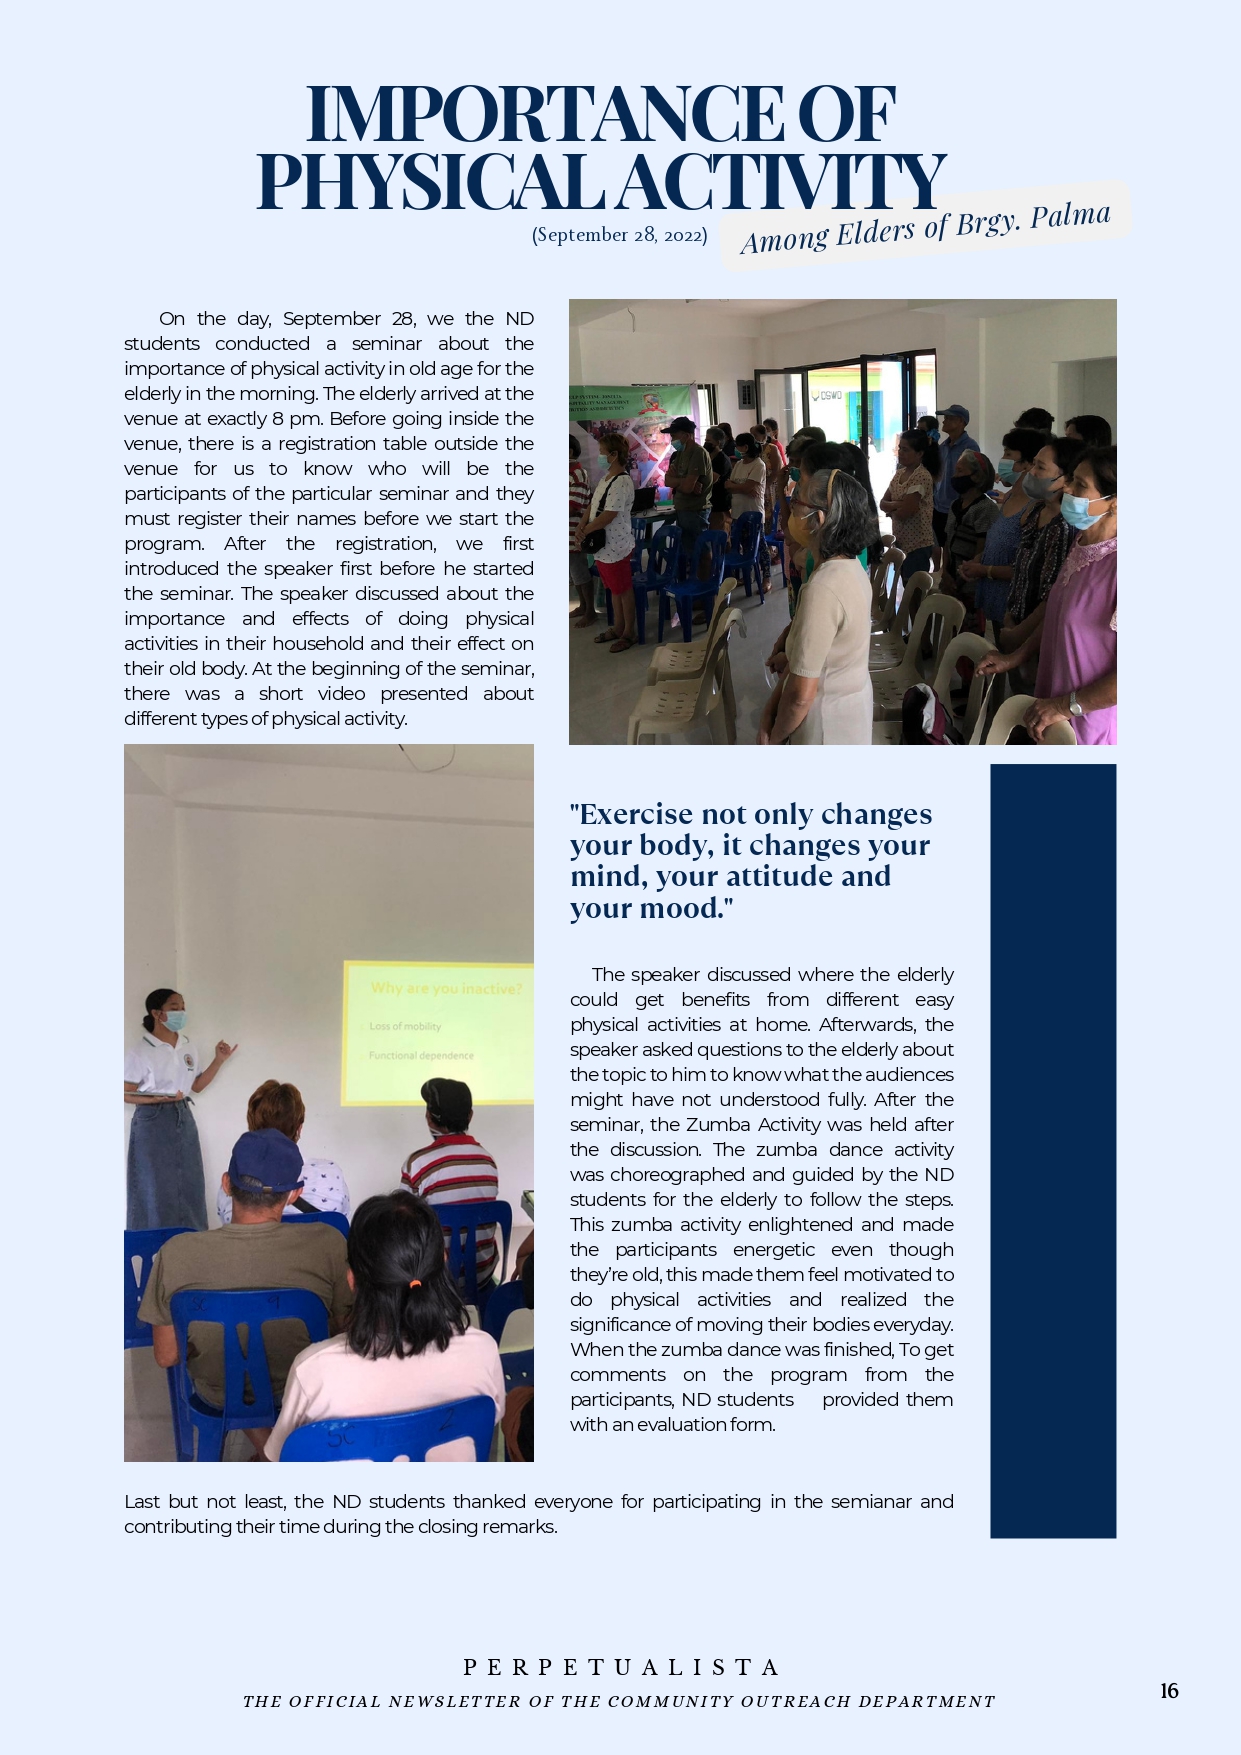 IMPORTANCE OF
PHYSICAL ACTIVITY
(September 28, 2022)
Among Elders of Brgy. Palma
On the day, September 28, we the ND
students conducted a seminar about the
importance of physical activity in old age for the
elderly in the morning. The elderly arrived at the
venue at exactly 8 pm. Before going inside the
venue, there is a registration table outside the
venue for us to know who will be the
participants of the particular seminar and they
must register their names before we start the
program. After the registration, we first
introduced the speaker first before he started
the seminar. The speaker discussed about the
importance and effects of doing physical
activities in their household and their effect on
their old body. At the beginning of the seminar,
there was a short video presented about
different types of physical activity.
OSWD
Why are you inactive?
Loss of mobility
Functional dependence
SC
91
SC
2
"Exercise not only changes
your body, it changes your
mind, your attitude and
your mood."
The speaker discussed where the elderly
could get benefits from different easy
physical activities at home. Afterwards, the
speaker asked questions to the elderly about
the topic to him to know what the audiences
might have not understood fully. After the
seminar, the Zumba Activity was held after
the discussion. The zumba dance activity
was choreographed and guided by the ND
students for the elderly to follow the steps.
This zumba activity enlightened and made
the participants energetic even though
they're old, this made them feel motivated to
do physical activities and realized the
significance of moving their bodies everyday.
When the zumba dance was finished, To get
comments on the program from the
participants, ND students provided them
with an evaluation form.
Last but not least, the ND students thanked everyone for participating in the semianar and
contributing their time during the closing remarks.
PERPETUALISTA
THE OFFICIAL NEWSLETTER OF THE COMMUNITY OUTREACH DEPARTMENT
16